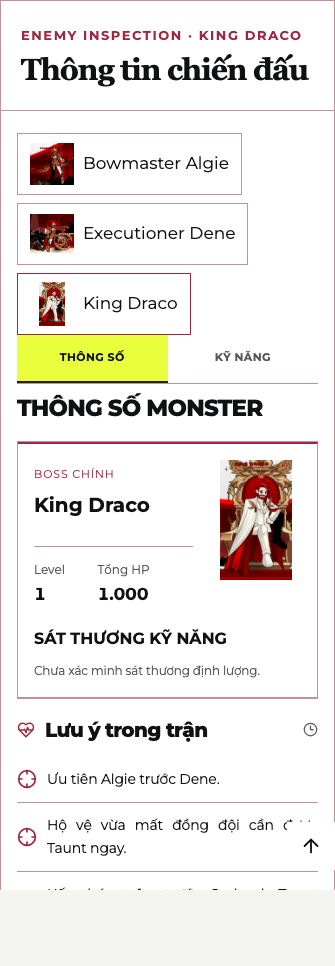 ENEMY INSPECTION · KING DRACO
Thông tin chiến đấu
Bowmaster Algie
Executioner Dene
King Draco
THÔNG SỐ
KỸ NĂNG
THÔNG SỐ MONSTER
BOSS CHÍNH
King Draco
Level
Tổng HP
1
1.000
SÁT THƯƠNG KỸ NĂNG
Chưa xác minh sát thương định lượng.
Lưu ý trong trận
Ưu tiên Algie trước Dene.
Hộ vệ vừa mất đồng đội cần
Taunt ngay.